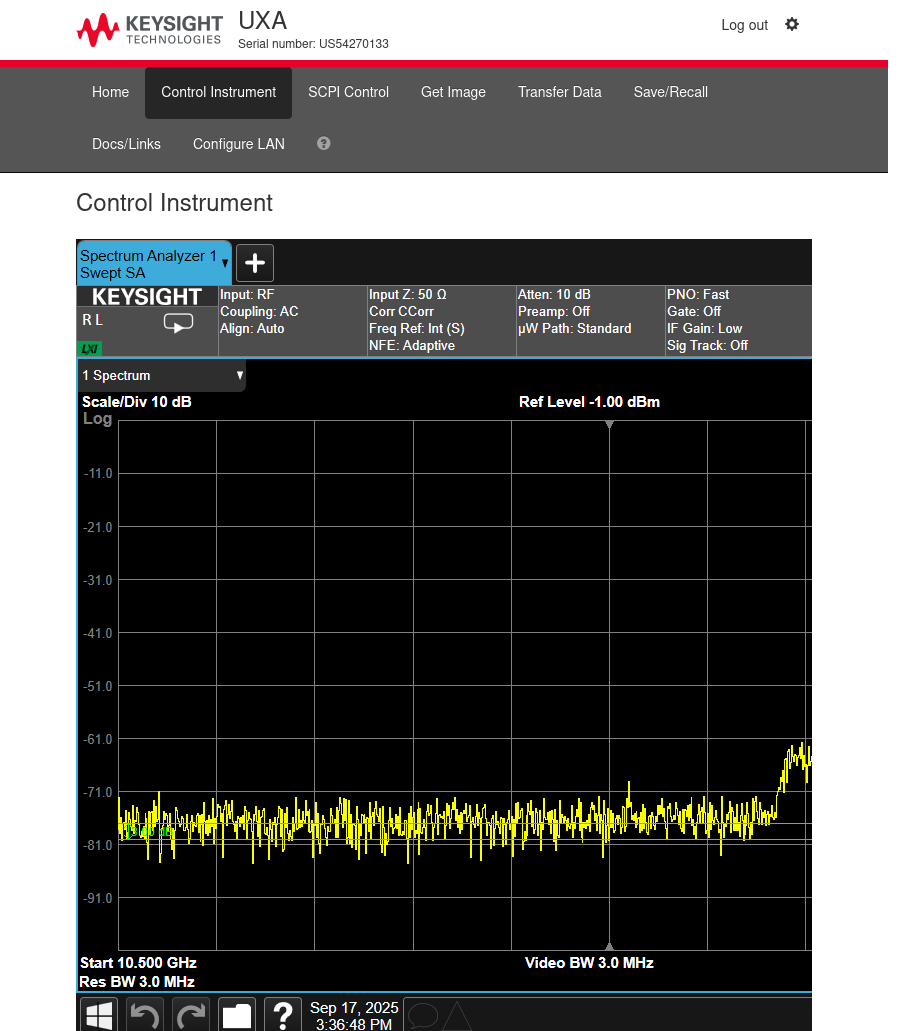 KEYSIGHT
TECHNOLOGIES
UXA
Serial number: US54270133
Log out
Home
Control Instrument
SCPI Control
Get Image
Transfer Data
Save/Recall
Docs/Links
Configure LAN
?
Control Instrument
Spectrum Analyzer 1
Swept SA
KEYSIGHT
R L
LXI
Input: RF
Coupling: AC
Align: Auto
Input Z: 50 Ω
Corr CCorr
Freq Ref: Int (S)
NFE: Adaptive
Atten: 10 dB
Preamp: Off
µW Path: Standard
PNO: Fast
Gate: Off
IF Gain: Low
Sig Track: Off
1 Spectrum
Scale/Div 10 dB
Ref Level -1.00 dBm
Log
-11.0
-21.0
-31.0
-41.0
-51.0
-61.0
-71.0
-81.0
-91.0
Start 10.500 GHz
Video BW 3.0 MHz
Res BW 3.0 MHz
?
Sep 17, 2025
3:36:48 PM